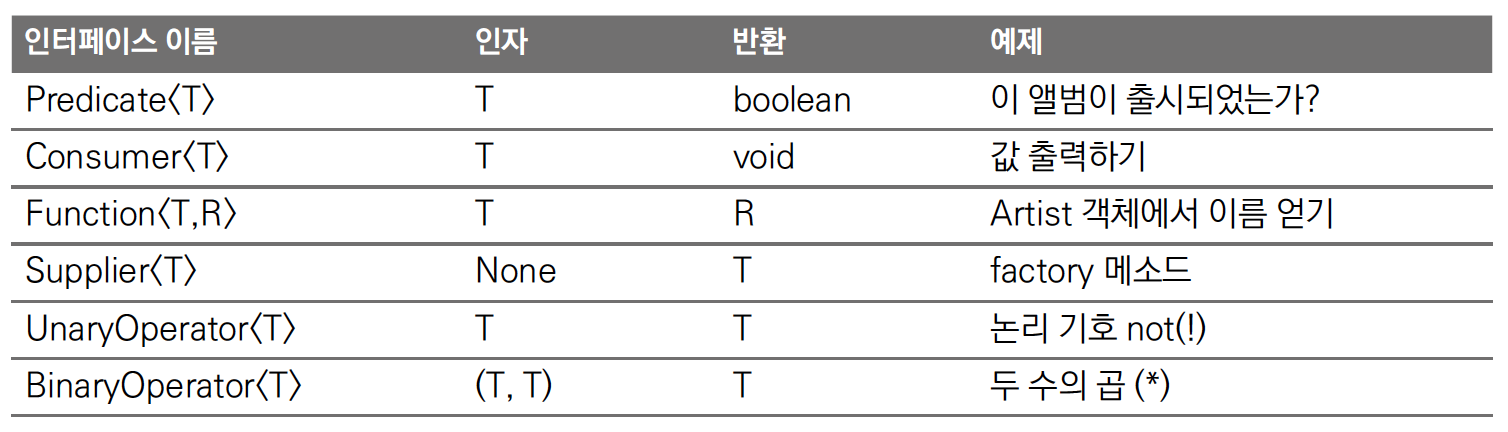 인터페이스 이름 인자 반환 예제
Predicate〈T〉 T boolean 이 앨범이 출시되었는가?
Consumer〈T〉 T void 값 출력하기
Function〈T,R〉 T R Artist 객체에서 이름 얻기
Supplier〈T〉 None T factory 메소드
UnaryOperator〈T〉 T T 논리 기호 not(!)
BinaryOperator〈T〉 (T, T) T 두 수의 곱 (*)